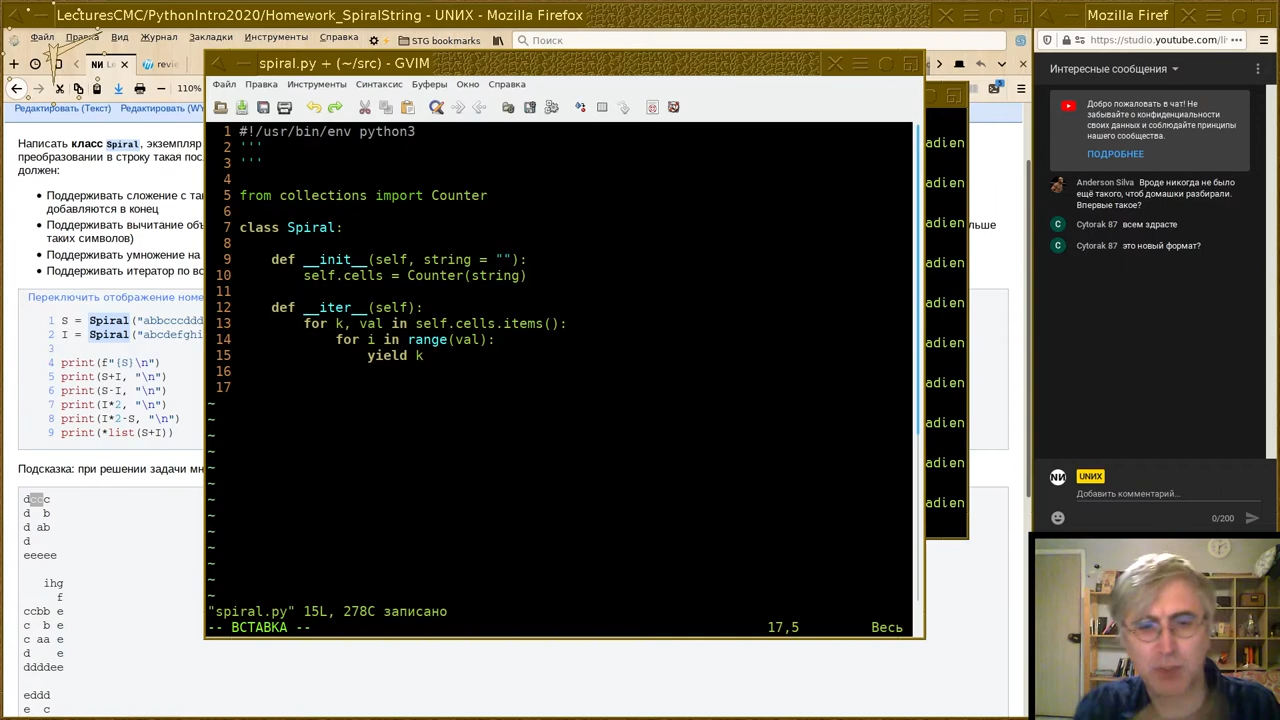 LecturesCMC/PythonIntro2020/Homework_SpiralString - UNИX - Mozilla Firefox
Mozilla Firef
Файл Правка Вид Журнал Закладки Инструменты Справка
STG bookmarks
Поиск
https://studio.youtube.com/li
110%
Редактировать (Текст)
spiral.py + (~/src) - GVIM
Файл Правка Инструменты Синтаксис Буферы Окно Справка
1 #!/usr/bin/env python3
2 '''
3 '''
4
5 from collections import Counter
6
7 class Spiral:
8
9 def __init__(self, string = ""):
10 self.cells = Counter(string)
11
12 def __iter__(self):
13 for k, val in self.cells.items():
14 for i in range(val):
15 yield k
16
17
~
~
~
~
~
~
~
~
~
~
~
~
"spiral.py" 15L, 278C записано
-- ВСТАВКА -- 17,5 Весь
Написать класс Spiral, экземпляр
преобразовании в строку такая
должен:
Поддерживать сложение с
добавляются в конец
Поддерживать вычитание
таких символов)
Поддерживать умножение на
Поддерживать итератор по
Переключить отображение
1 S = Spiral("abbcccddd
2 I = Spiral("abcdefghi
3
4 print(f"{S}\n")
5 print(S+I, "\n")
6 print(S-I, "\n")
7 print(I*2, "\n")
8 print(I*2-S, "\n")
9 print(*list(S+I))
Подсказка: при решении задачи
dccc
d b
d ab
d
eeeee
ihg
f
ccbb e
c b e
c aa e
d e
ddddee
eddd
e c
adien
adien
adien
adien
adien
adien
adien
adien
adien
adien
Интересные сообщения
Добро пожаловать в чат! Не
забывайте о конфиденциальности
своих данных и соблюдайте принципы
нашего сообщества.
ПОДРОБНЕЕ
Anderson Silva Вроде никогда не было
ещё такого, чтоб домашки разбирали.
Впервые такое?
C Cytorak 87 всем здрасте
C Cytorak 87 это новый формат?
NИ UNИX
Добавить комментарий...
0/200